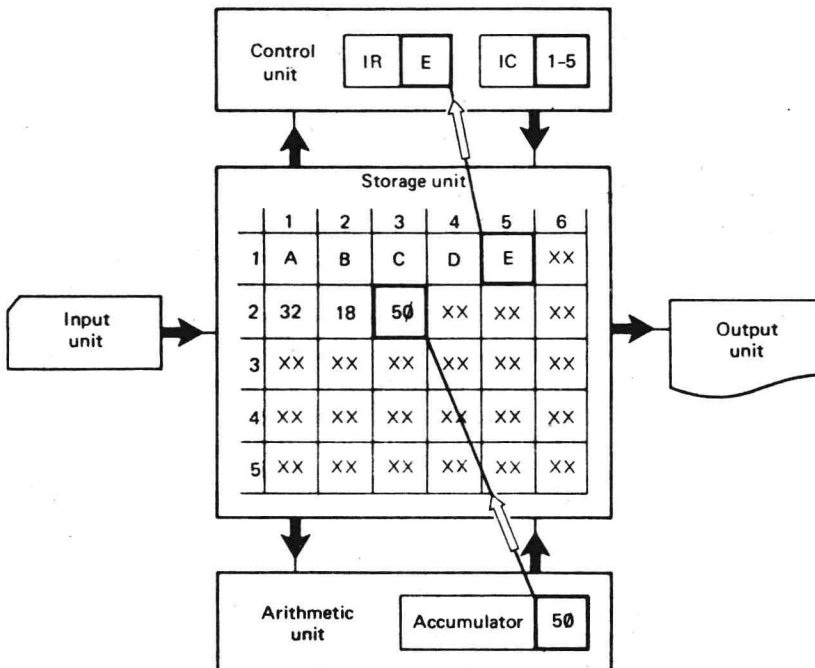 Control
unit
IR E IC 1-5
Storage unit
1 2 3 4 5 6
1 A B C D E XX
2 32 18 5Ø XX XX XX
3 XX XX XX XX XX XX
4 XX XX XX XX XX XX
5 XX XX XX XX XX XX
Input
unit
Output
unit
Arithmetic
unit
Accumulator 5Ø